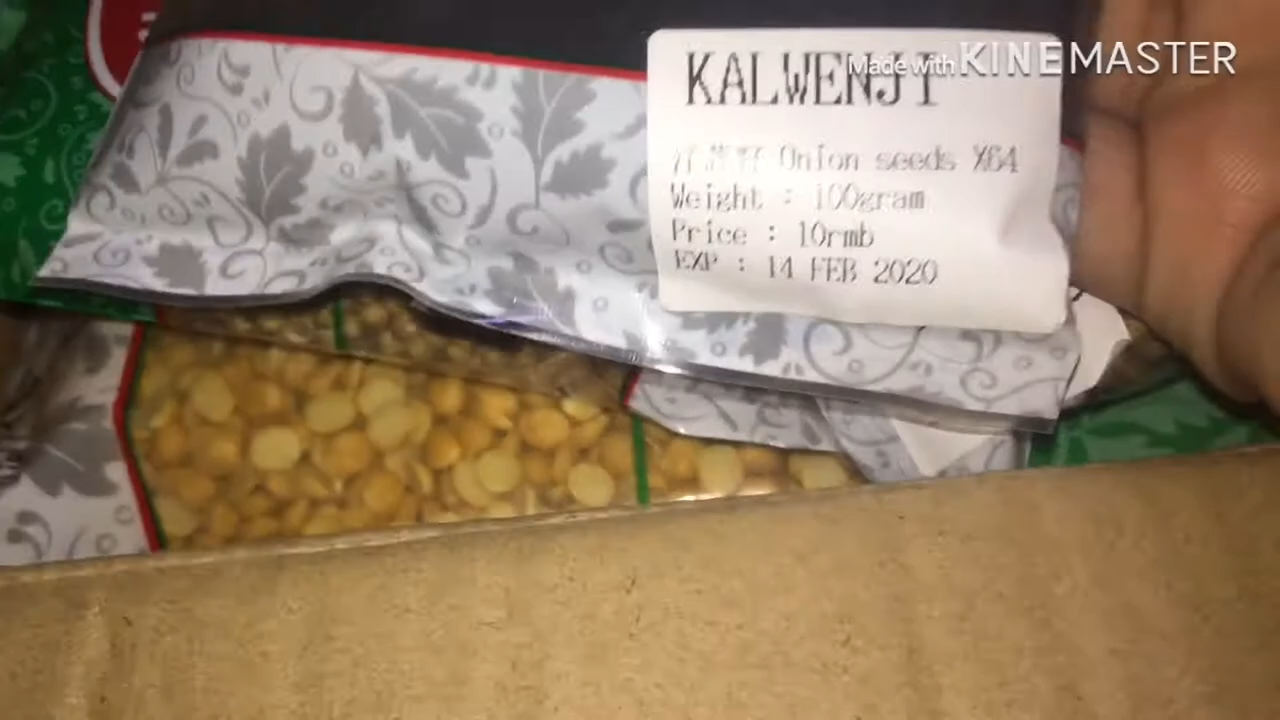 KALWENJI
Made with KINEMASTER
Onion seeds X64
Weight : 100gram
Price : 10rmb
EXP : 14 FEB 2020